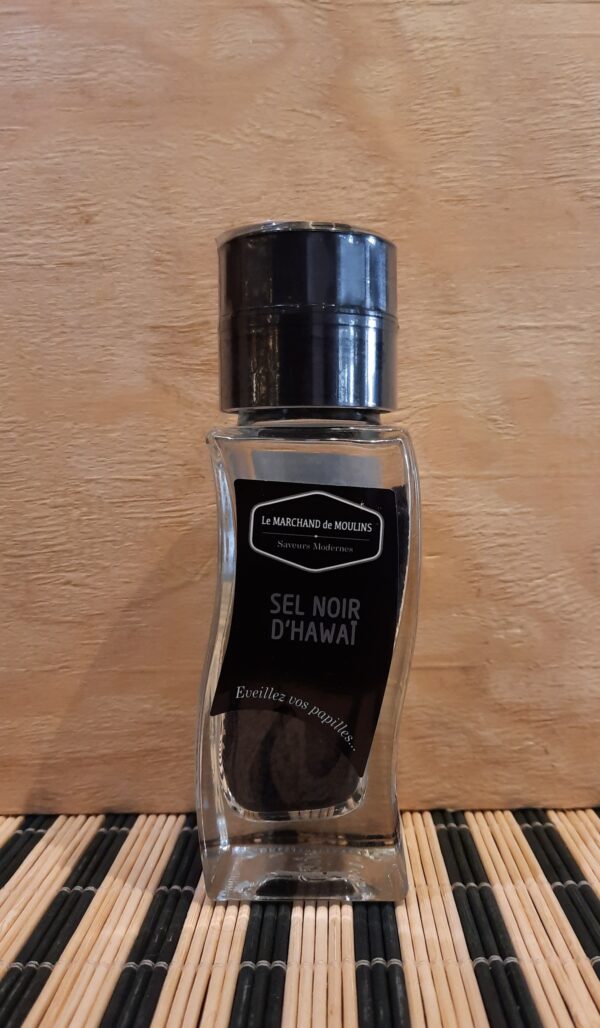 Le MARCHAND de MOULINS
Saveurs Modernes
SEL NOIR
D'HAWAÏ
Eveillez vos papilles...